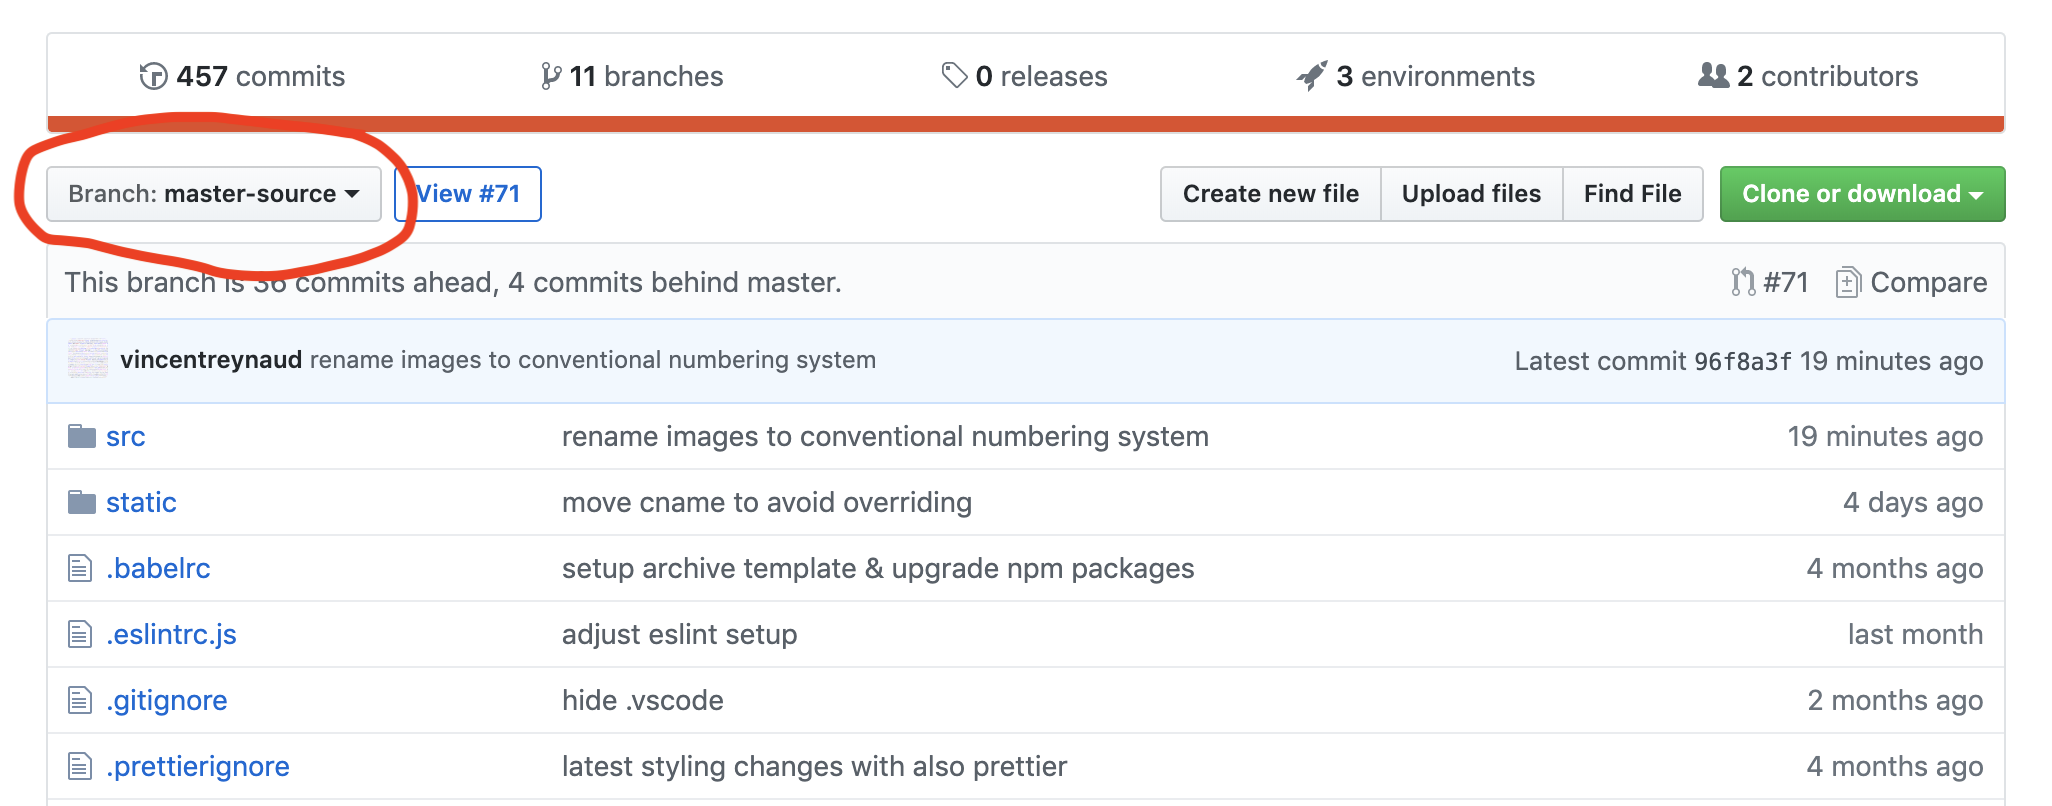 457 commits 11 branches 0 releases 3 environments 2 contributors
Branch: master-source View #71 Create new file Upload files Find File Clone or download
This branch is 36 commits ahead, 4 commits behind master. #71 Compare
vincentreynaud rename images to conventional numbering system Latest commit 96f8a3f 19 minutes ago
src rename images to conventional numbering system 19 minutes ago
static move cname to avoid overriding 4 days ago
.babelrc setup archive template & upgrade npm packages 4 months ago
.eslintrc.js adjust eslint setup last month
.gitignore hide .vscode 2 months ago
.prettierignore latest styling changes with also prettier 4 months ago